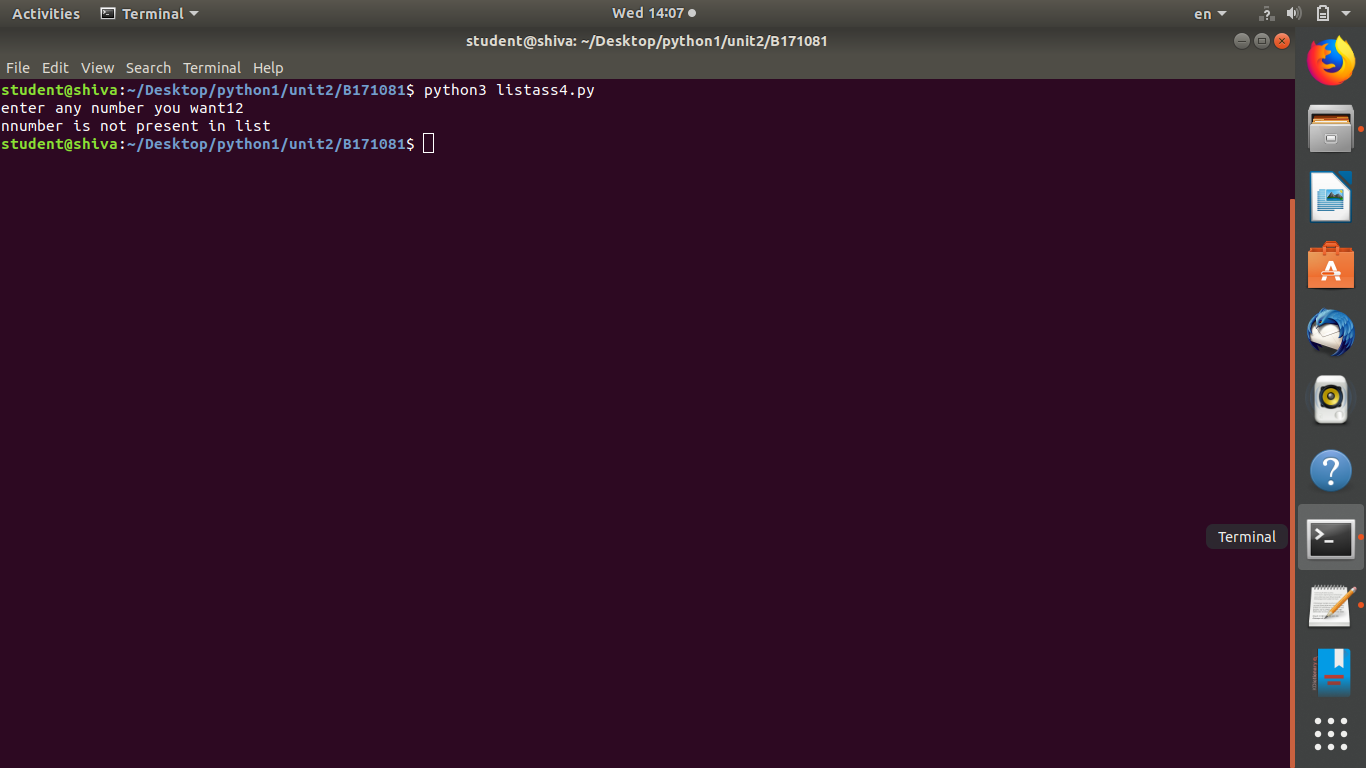 Activities Terminal Wed 14:07 en
student@shiva: ~/Desktop/python1/unit2/B171081
File Edit View Search Terminal Help
student@shiva:~/Desktop/python1/unit2/B171081$ python3 listass4.py
enter any number you want12
nnumber is not present in list
student@shiva:~/Desktop/python1/unit2/B171081$
Terminal